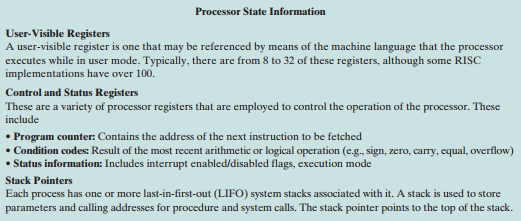 Processor State Information
User-Visible Registers
A user-visible register is one that may be referenced by means of the machine language that the processor
executes while in user mode. Typically, there are from 8 to 32 of these registers, although some RISC
implementations have over 100.
Control and Status Registers
These are a variety of processor registers that are employed to control the operation of the processor. These
include
• Program counter: Contains the address of the next instruction to be fetched
• Condition codes: Result of the most recent arithmetic or logical operation (e.g., sign, zero, carry, equal, overflow)
• Status information: Includes interrupt enabled/disabled flags, execution mode
Stack Pointers
Each process has one or more last-in-first-out (LIFO) system stacks associated with it. A stack is used to store
parameters and calling addresses for procedure and system calls. The stack pointer points to the top of the stack.